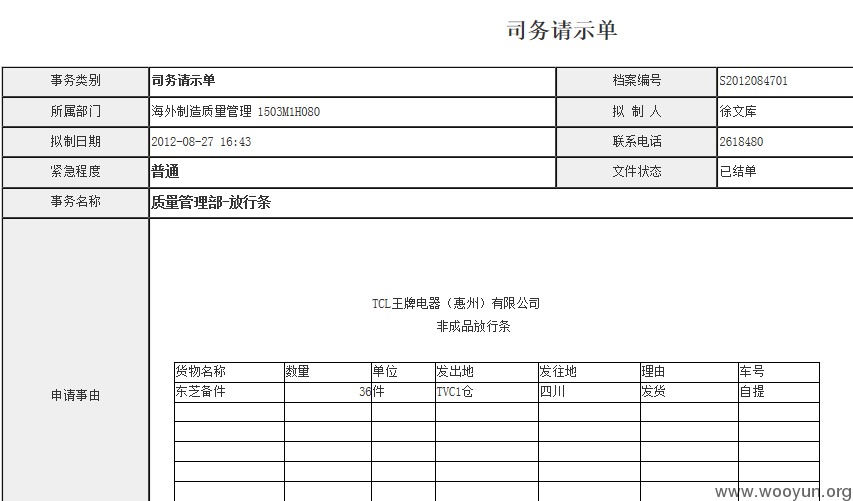 司务请示单
事务类别 司务请示单 档案编号 S2012084701
所属部门 海外制造质量管理 1503M1H080 拟 制 人 徐文库
拟制日期 2012-08-27 16:43 联系电话 2618480
紧急程度 普通 文件状态 已结单
事务名称 质量管理部-放行条
TCL王牌电器（惠州）有限公司
非成品放行条
申请事由
货物名称 数量 单位 发出地 发往地 理由 车号
东芝备件 36 件 TVC1仓 四川 发货 自提
www.wooyun.org